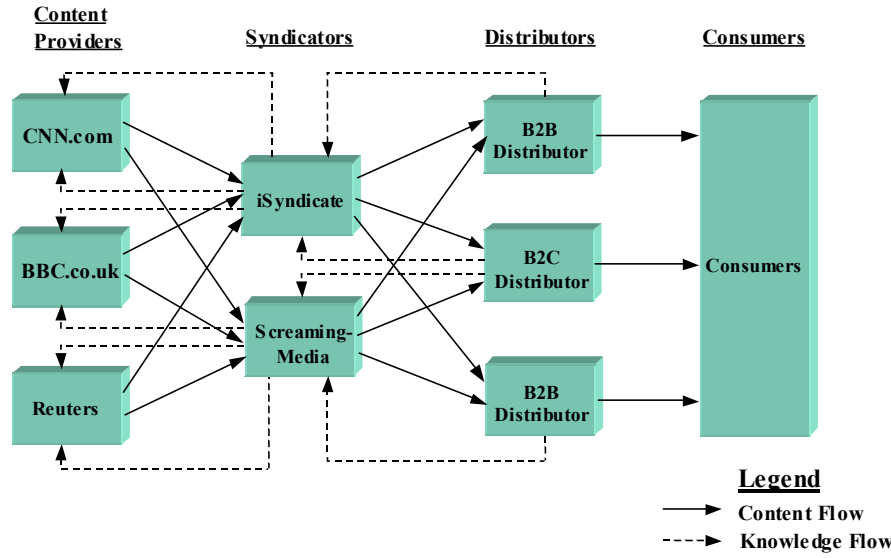 Content
Providers
Syndicators
Distributors
Consumers
CNN.com
BBC.co.uk
Reuters
iSyndicate
Screaming-
Media
B2B
Distributor
B2C
Distributor
B2B
Distributor
Consumers
Legend
Content Flow
Knowledge Flow